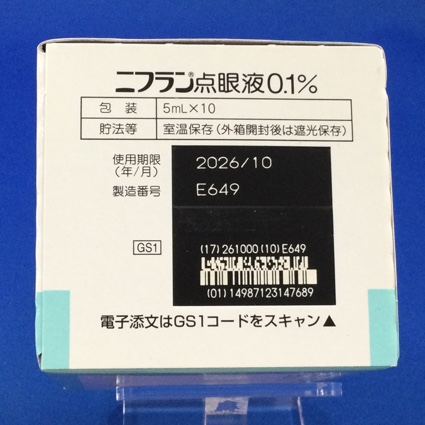 ニフラン®点眼液0.1%
包装 5mL×10
貯法等 室温保存(外箱開封後は遮光保存)
使用期限 2026/10
(年/月)
製造番号 E649
GS1
(17)261000(10)E649
(01)14987123147689
電子添文はGS1コードをスキャン▲